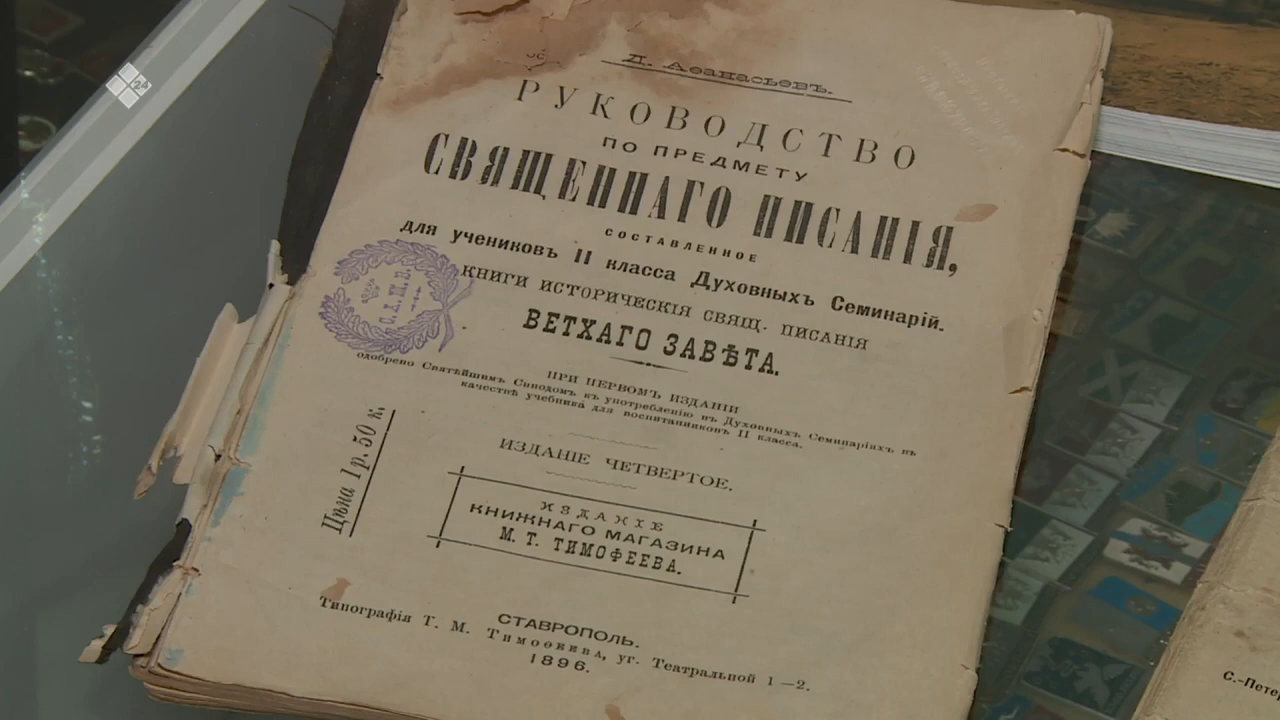 24
Д. Аѳанасьевъ.
РУКОВОДСТВО
ПО ПРЕДМЕТУ
СВЯЩЕННАГО ПИСАНІЯ,
СОСТАВЛЕННОЕ
для учениковъ II класса Духовныхъ Семинарій.
КНИГИ ИСТОРИЧЕСКІЯ СВЯЩ. ПИСАНІЯ
ВЕТХАГО ЗАВѢТА.
ПРИ ПЕРВОМЪ ИЗДАНІИ
одобрено Святѣйшимъ Синодомъ къ употребленію въ Духовныхъ Семинаріяхъ въ
качествѣ учебника для воспитанниковъ II класса.
ИЗДАНІЕ ЧЕТВЕРТОЕ.
Цѣна 1 р. 50 к.
ИЗДАНІЕ
КНИЖНАГО МАГАЗИНА
М. Т. ТИМОФЕЕВА.
СТАВРОПОЛЬ.
Типографія Т. М. Тимофеева, уг. Театральной 1—2.
1896.
С.-Петер